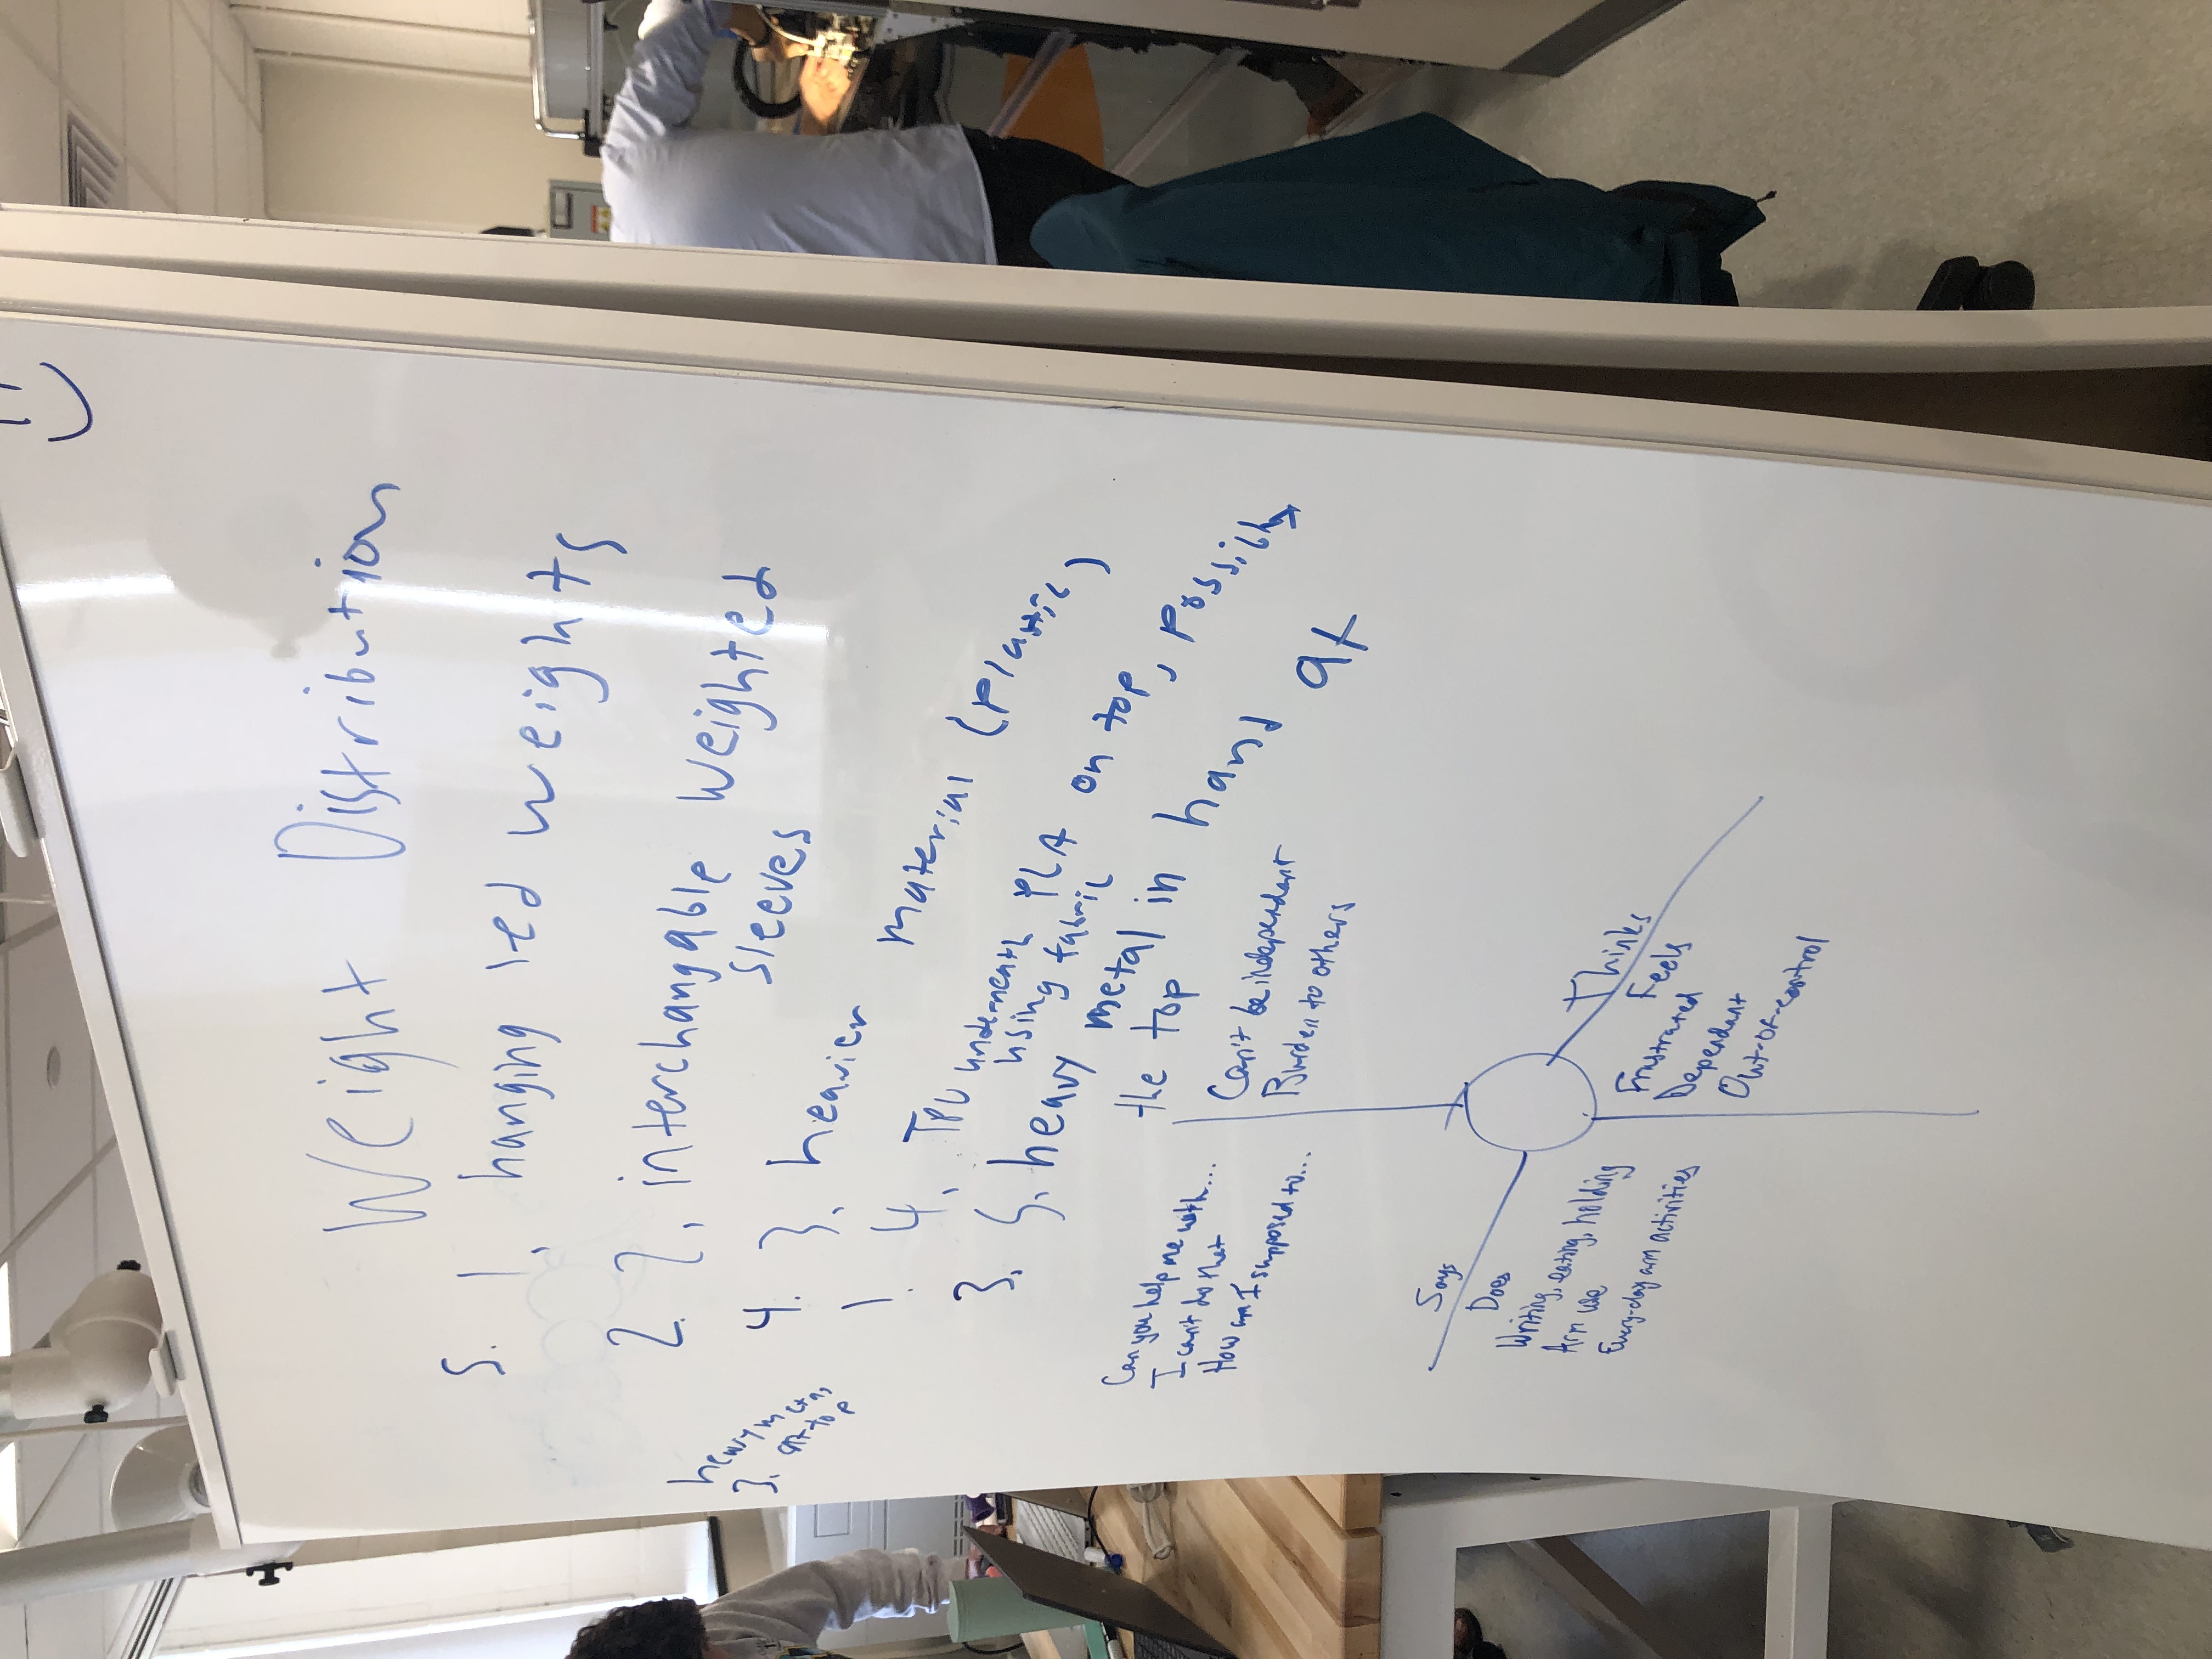 Weight Distribution
5. 1. hanging led weights
2. 2. interchangable weighted
sleeves
4. 3. heavier material (plastic)
1. 4. TPU underneath PLA on top, possibly
using fabric
3. 5. heavy metal in hand at
the top
heavy metal
3. at top
Can you help me with...
I can't do that
How am I supposed to...
Can't be independent
Burden to others
Says
Does
Writing, eating, holding
Arm use
Every-day arm activities
Thinks
Feels
Frustrated
Dependant
Out-of-control